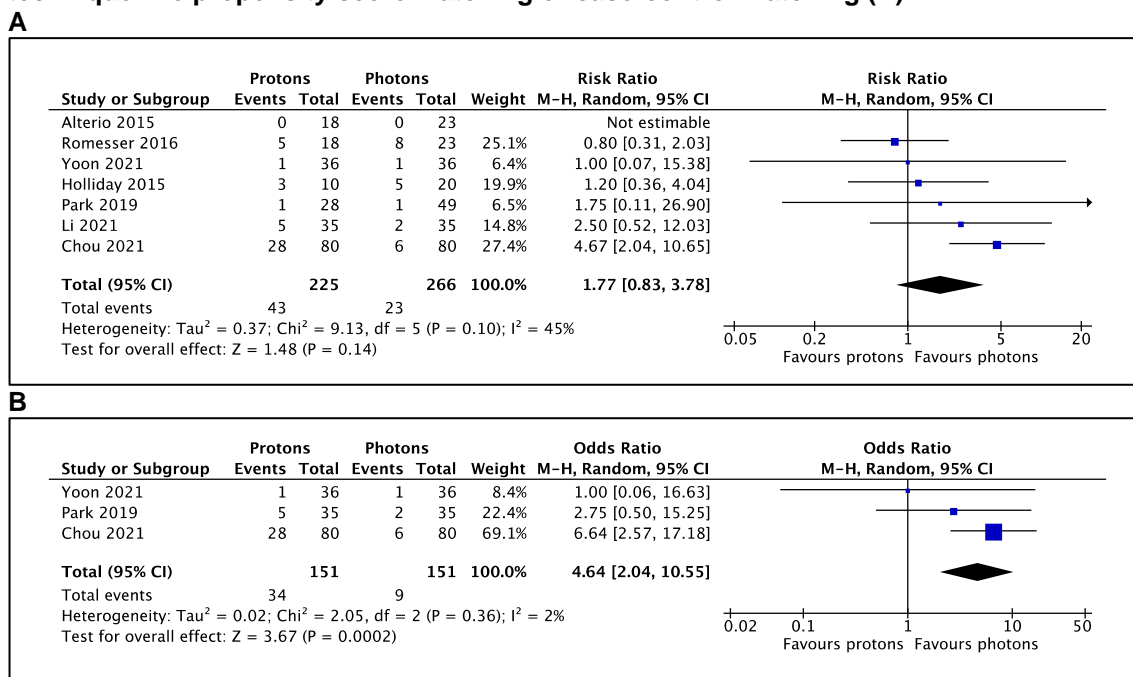 A
Protons Photons Risk Ratio Risk Ratio
Study or Subgroup Events Total Events Total Weight M-H, Random, 95% CI M-H, Random, 95% CI
Alterio 2015 0 18 0 23 Not estimable
Romesser 2016 5 18 8 23 25.1% 0.80 [0.31, 2.03]
Yoon 2021 1 36 1 36 6.4% 1.00 [0.07, 15.38]
Holliday 2015 3 10 5 20 19.9% 1.20 [0.36, 4.04]
Park 2019 1 28 1 49 6.5% 1.75 [0.11, 26.90]
Li 2021 5 35 2 35 14.8% 2.50 [0.52, 12.03]
Chou 2021 28 80 6 80 27.4% 4.67 [2.04, 10.65]
Total (95% CI) 225 266 100.0% 1.77 [0.83, 3.78]
Total events 43 23
Heterogeneity: Tau² = 0.37; Chi² = 9.13, df = 5 (P = 0.10); I² = 45%
Test for overall effect: Z = 1.48 (P = 0.14)
0.05 0.2 1 5 20
Favours protons Favours photons
B
Protons Photons Odds Ratio Odds Ratio
Study or Subgroup Events Total Events Total Weight M-H, Random, 95% CI M-H, Random, 95% CI
Yoon 2021 1 36 1 36 8.4% 1.00 [0.06, 16.63]
Park 2019 5 35 2 35 22.4% 2.75 [0.50, 15.25]
Chou 2021 28 80 6 80 69.1% 6.64 [2.57, 17.18]
Total (95% CI) 151 151 100.0% 4.64 [2.04, 10.55]
Total events 34 9
Heterogeneity: Tau² = 0.02; Chi² = 2.05, df = 2 (P = 0.36); I² = 2%
Test for overall effect: Z = 3.67 (P = 0.0002)
0.02 0.1 1 10 50
Favours protons Favours photons